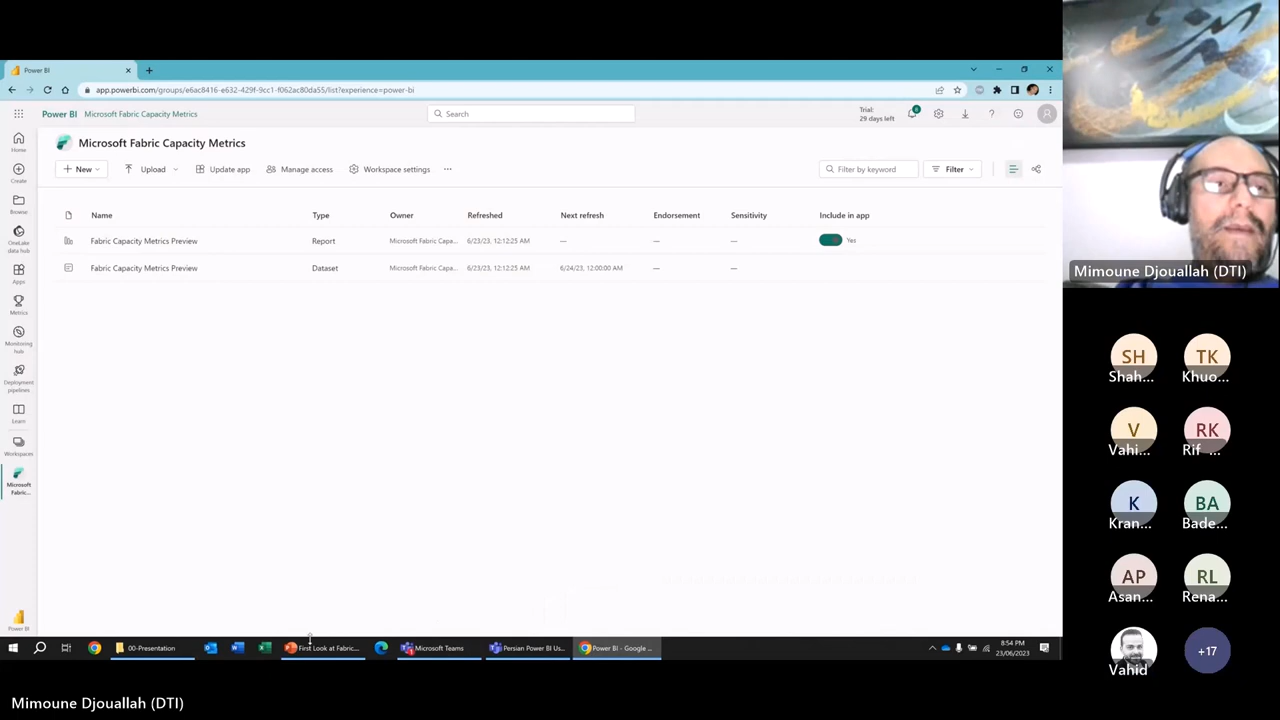 Power BI
app.powerbi.com/groups/e6ac8416-e632-429f-9cc1-f062ac80da55/list?experience=power-bi
Power BI Microsoft Fabric Capacity Metrics
Search
Trial:
29 days left
6
Home
Create
Browse
OneLake
data hub
Apps
Metrics
Monitoring
hub
Deployment
pipelines
Learn
Workspaces
Microsoft
Fabric...
Power BI
Microsoft Fabric Capacity Metrics
New Upload Update app Manage access Workspace settings ... Filter by keyword Filter
Name Type Owner Refreshed Next refresh Endorsement Sensitivity Include in app
Fabric Capacity Metrics Preview Report Microsoft Fabric Capa... 6/23/23, 12:12:25 AM — — — Yes
Fabric Capacity Metrics Preview Dataset Microsoft Fabric Capa... 6/23/23, 12:12:25 AM 6/24/23, 12:00:00 AM — —
00-Presentation First Look at Fabric... Microsoft Teams Persian Power BI Us... Power BI - Google ...
8:54 PM
23/06/2023
Mimoune Djouallah (DTI)
SH
Shah...
TK
Khuo...
V
Vahi...
RK
Rif ...
K
Kran...
BA
Bade...
AP
Asan...
RL
Rena...
Vahid
+17
Mimoune Djouallah (DTI)